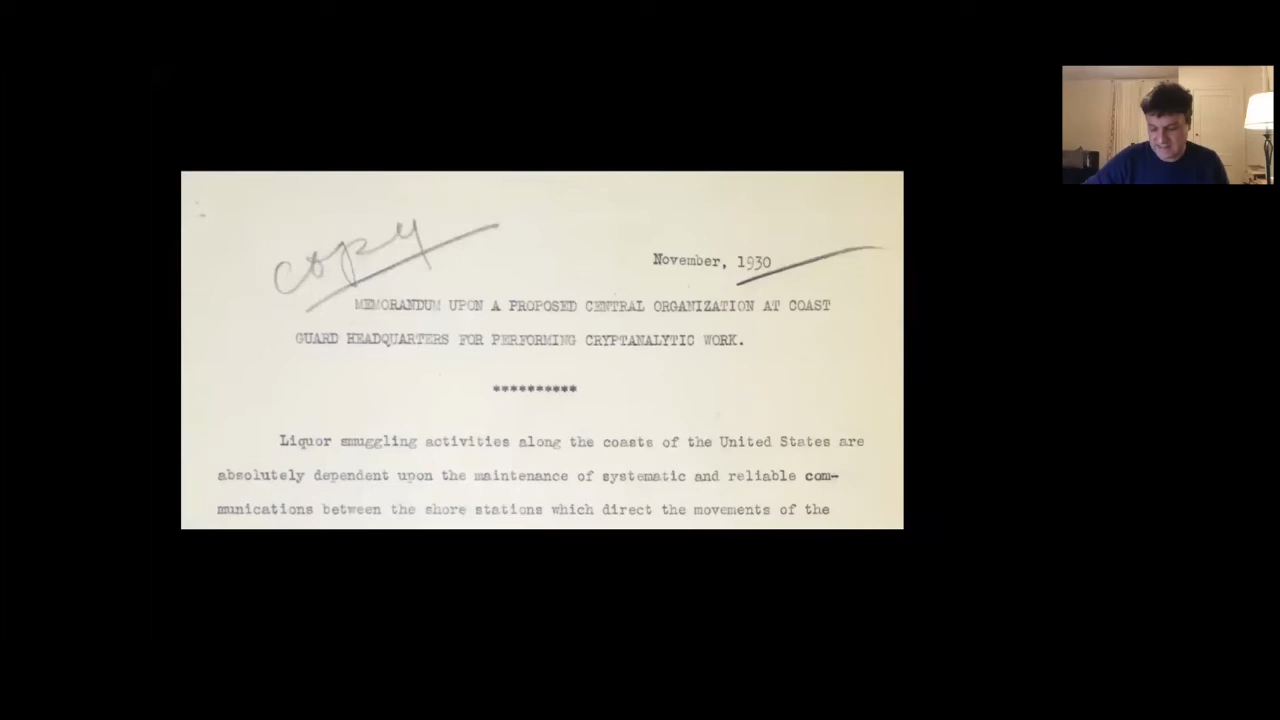 copy
November, 1930
MEMORANDUM UPON A PROPOSED CENTRAL ORGANIZATION AT COAST
GUARD HEADQUARTERS FOR PERFORMING CRYPTANALYTIC WORK.
**********
Liquor smuggling activities along the coasts of the United States are
absolutely dependent upon the maintenance of systematic and reliable com-
munications between the shore stations which direct the movements of the